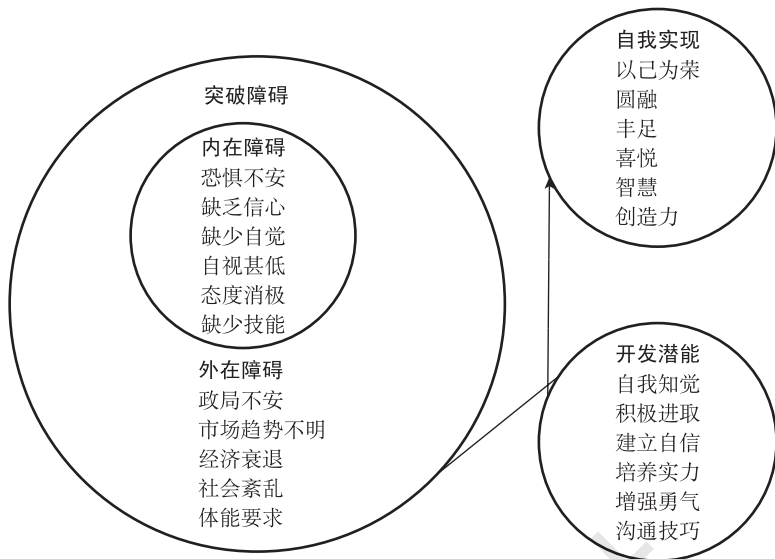 突破障碍
内在障碍
恐惧不安
缺乏信心
缺少自觉
自视甚低
态度消极
缺少技能
外在障碍
政局不安
市场趋势不明
经济衰退
社会紊乱
体能要求
自我实现
以己为荣
圆融
丰足
喜悦
智慧
创造力
开发潜能
自我知觉
积极进取
建立自信
培养实力
增强勇气
沟通技巧